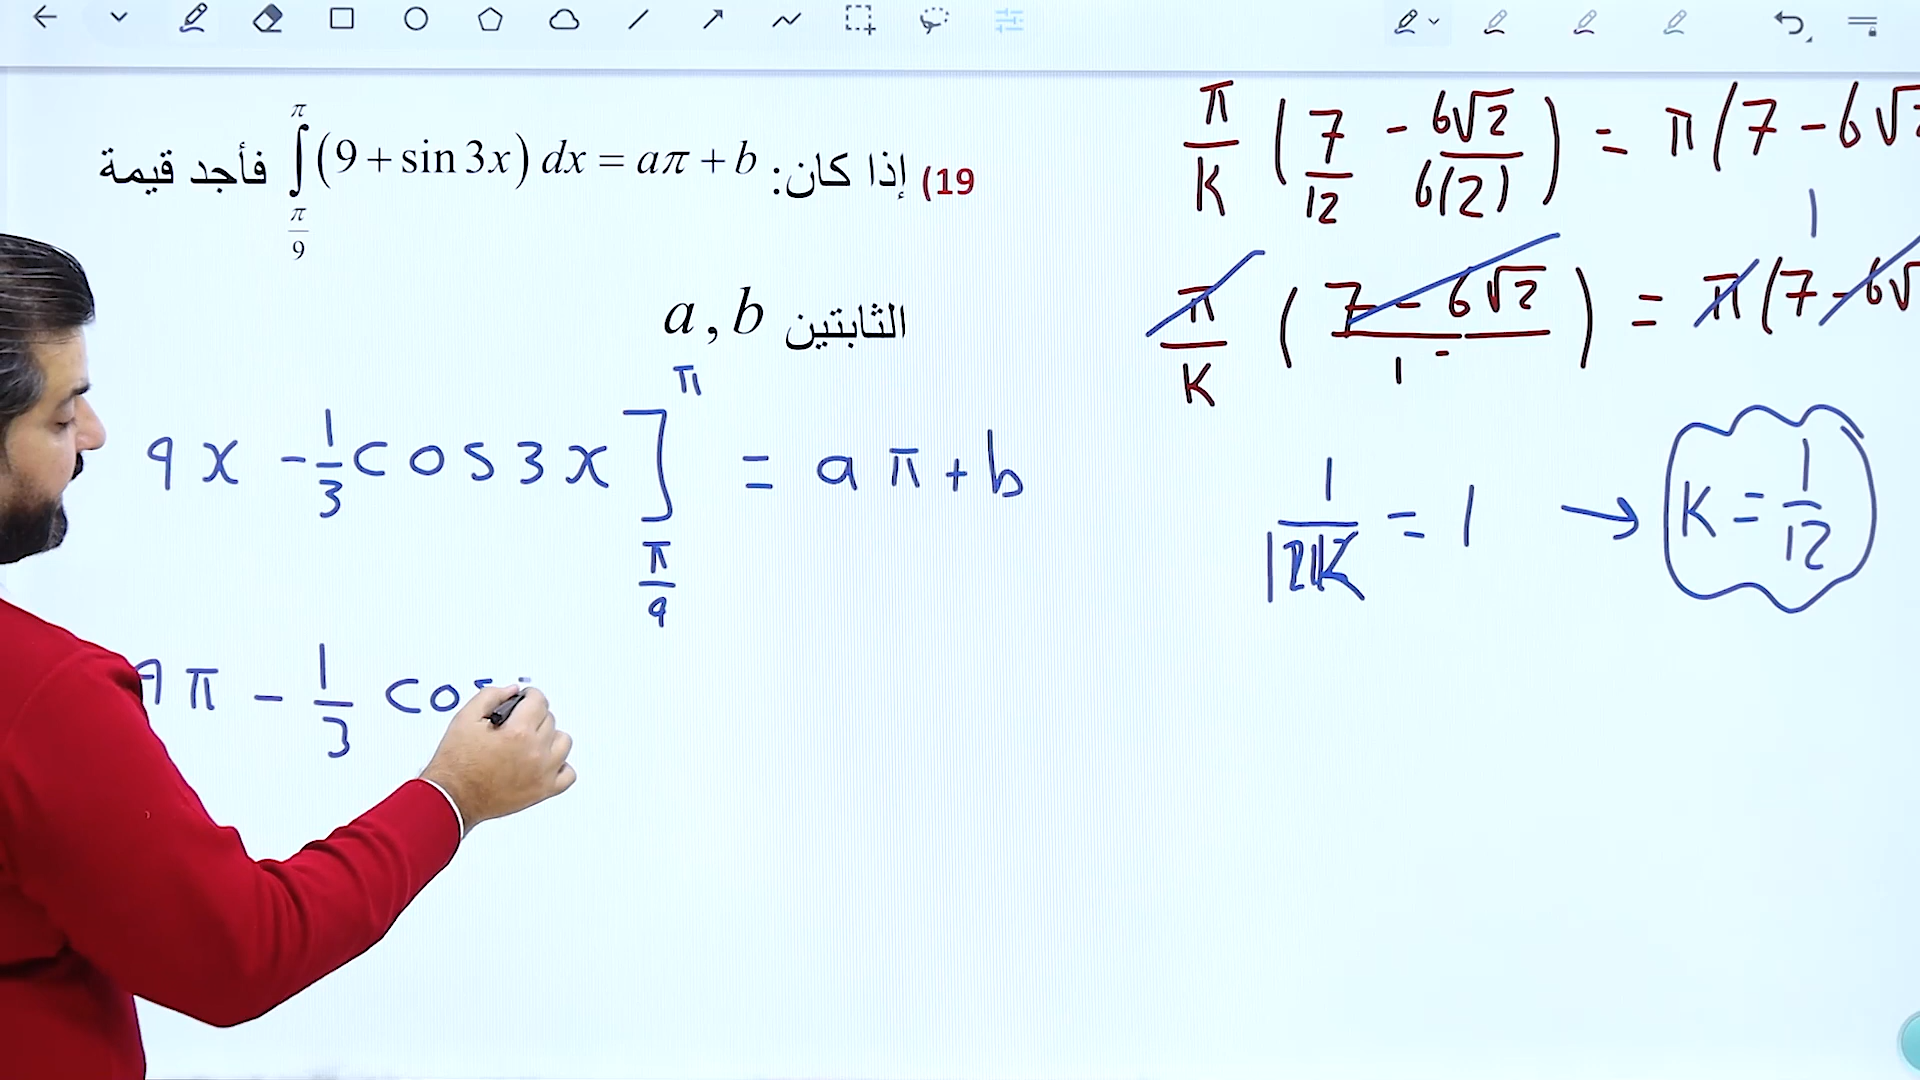 19) إذا كان: ∫_{π/9}^{π} (9 + sin 3x) dx = aπ + b فأجد قيمة
الثابتين a , b
9x - 1/3 cos 3x ]_{π/9}^{π} = aπ + b
9π - 1/3 cos
π/K (7/12 - 6√2/6(2)) = π(7 - 6√2
1
π/K (7 - 6√2 / 1 ) = π(7 - 6√
1/12K = 1 → K = 1/12